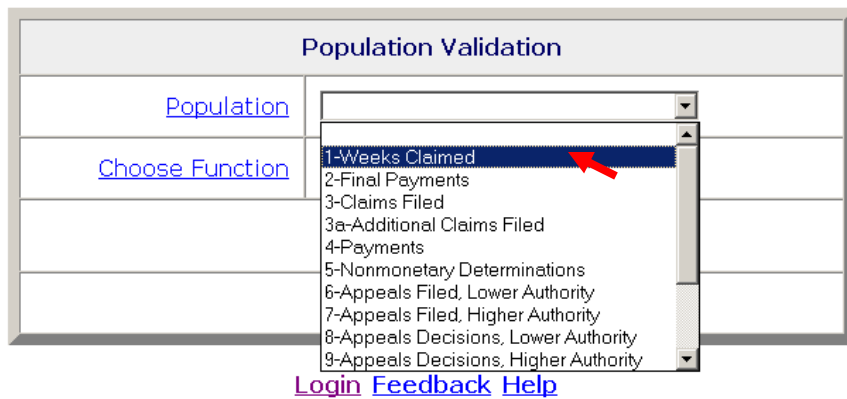 Population Validation
Population
1-Weeks Claimed
Choose Function
2-Final Payments
3-Claims Filed
3a-Additional Claims Filed
4-Payments
5-Nonmonetary Determinations
6-Appeals Filed, Lower Authority
7-Appeals Filed, Higher Authority
8-Appeals Decisions, Lower Authority
9-Appeals Decisions, Higher Authority
Login Feedback Help